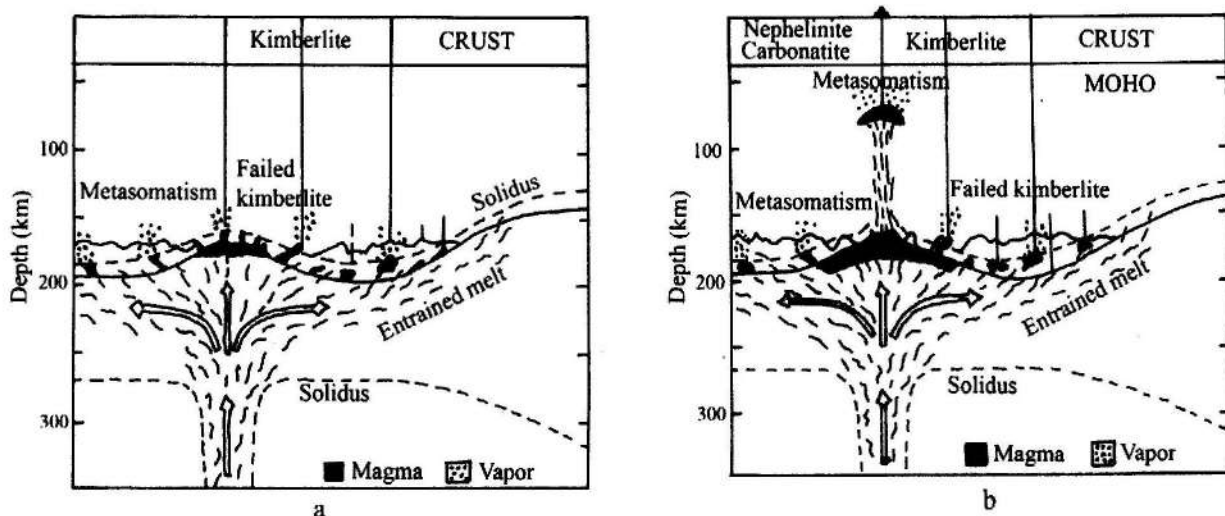 Kimberlite
CRUST
100
200
300
Depth (km)
Metasomatism
Failed
kimberlite
Solidus
Entrained melt
Solidus
Magma
Vapor
a
Nephelinite
Carbonatite
Kimberlite
CRUST
Metasomatism
MOHO
100
200
300
Depth (km)
Metasomatism
Failed kimberlite
Solidus
Entrained melt
Solidus
Magma
Vapor
b